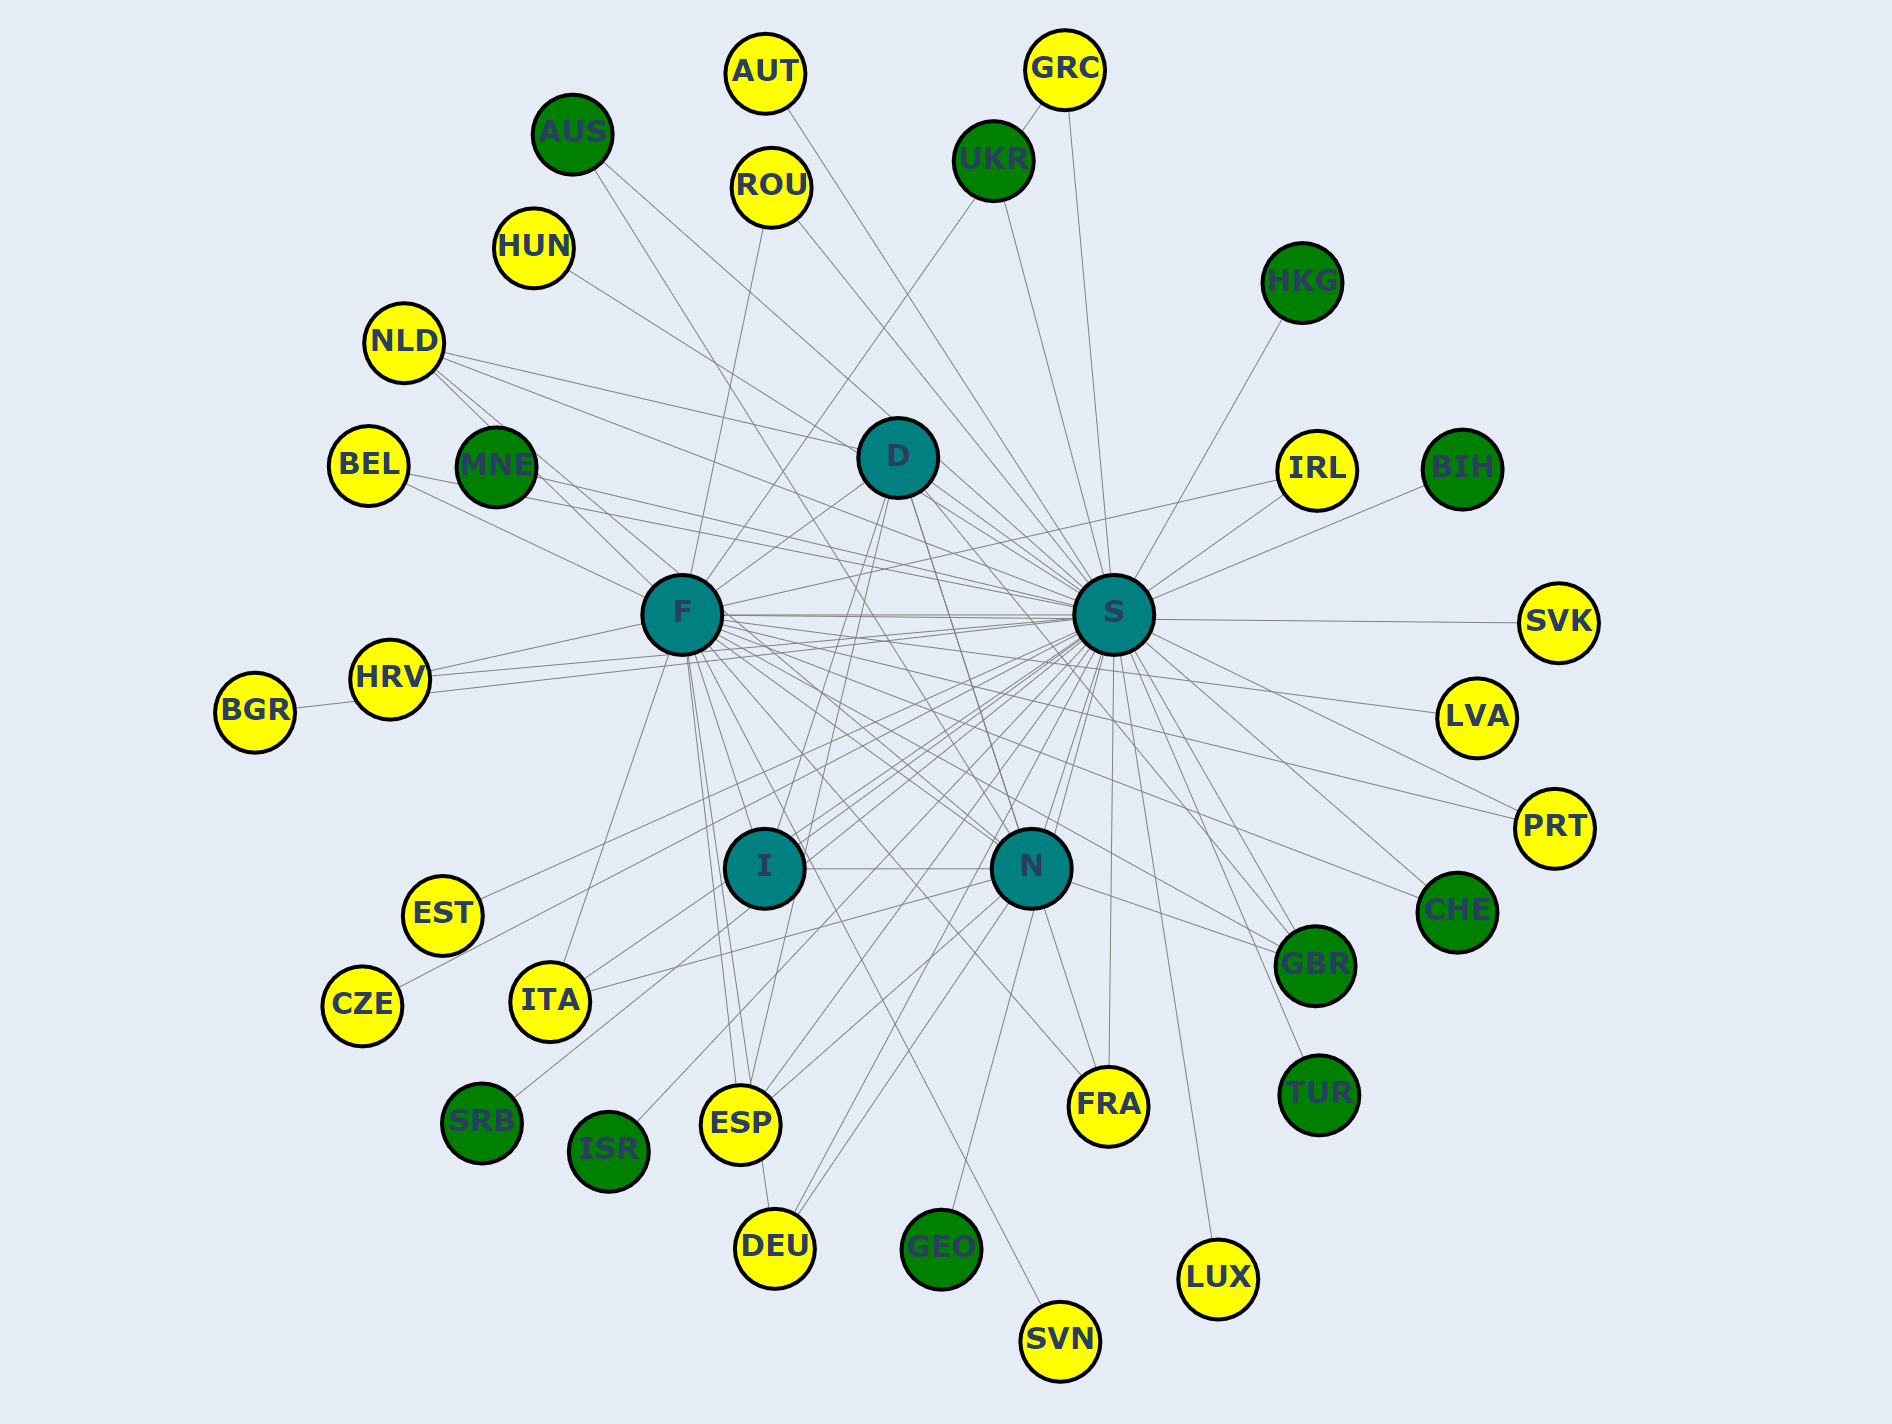 GRC
AUT
AUS
UKR
ROU
HUN
HKG
NLD
D
BEL
MNE
IRL
BIH
F
S
SVK
HRV
BGR
LVA
PRT
I
N
EST
CHE
GBR
CZE
ITA
TUR
FRA
SRB
ESP
ISR
DEU
GEO
LUX
SVN